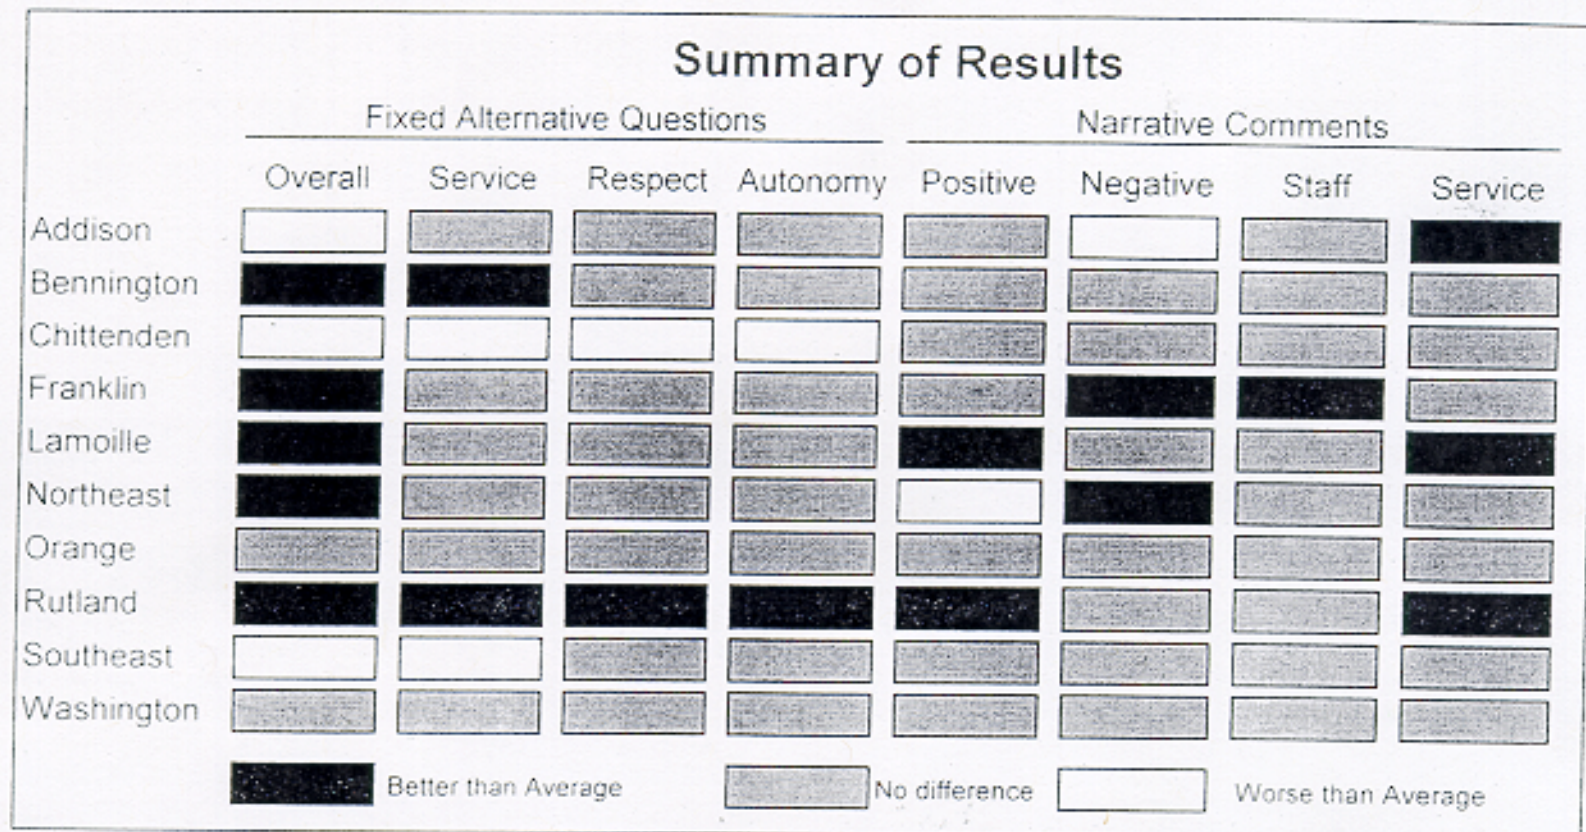 Summary of Results
Fixed Alternative Questions Narrative Comments
Overall Service Respect Autonomy Positive Negative Staff Service
Addison
Bennington
Chittenden
Franklin
Lamoille
Northeast
Orange
Rutland
Southeast
Washington
Better than Average No difference Worse than Average